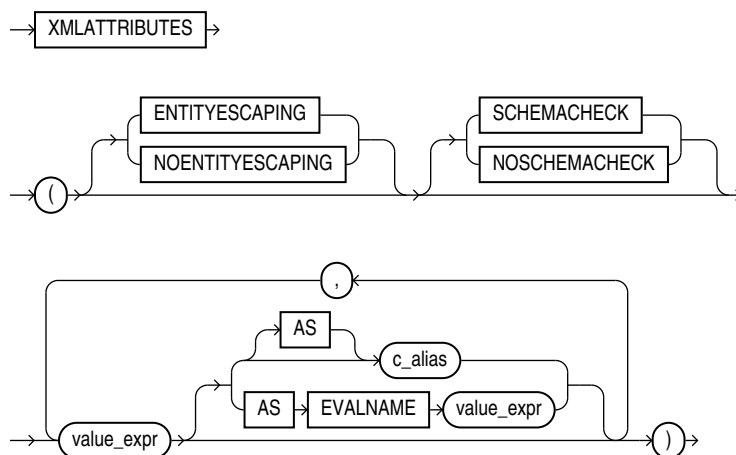 XMLATTRIBUTES
ENTITYESCAPING SCHEMACHECK
NOENTITYESCAPING NOSCHEMACHECK
(
,
AS
c_alias
AS EVALNAME value_expr
value_expr )